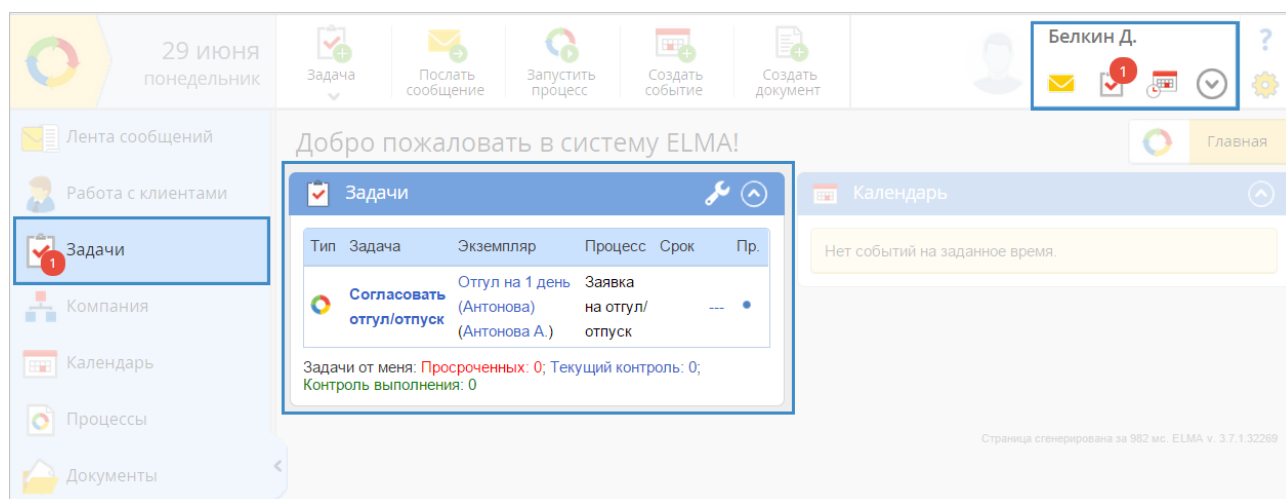 29 июня
понедельник
Задача
Послать
сообщение
Запустить
процесс
Создать
событие
Создать
документ
Белкин Д.
1
?
Лента сообщений
Работа с клиентами
Задачи
1
Компания
Календарь
Процессы
Документы
Добро пожаловать в систему ELMA!
Главная
Задачи
Тип Задача Экземпляр Процесс Срок Пр.
Согласовать
отгул/отпуск
Отгул на 1 день
(Антонова)
(Антонова А.)
Заявка
на отгул/
отпуск
---
Задачи от меня: Просроченных: 0; Текущий контроль: 0;
Контроль выполнения: 0
Календарь
Нет событий на заданное время.
Страница сгенерирована за 982 мс. ELMA v. 3.7.1.32269